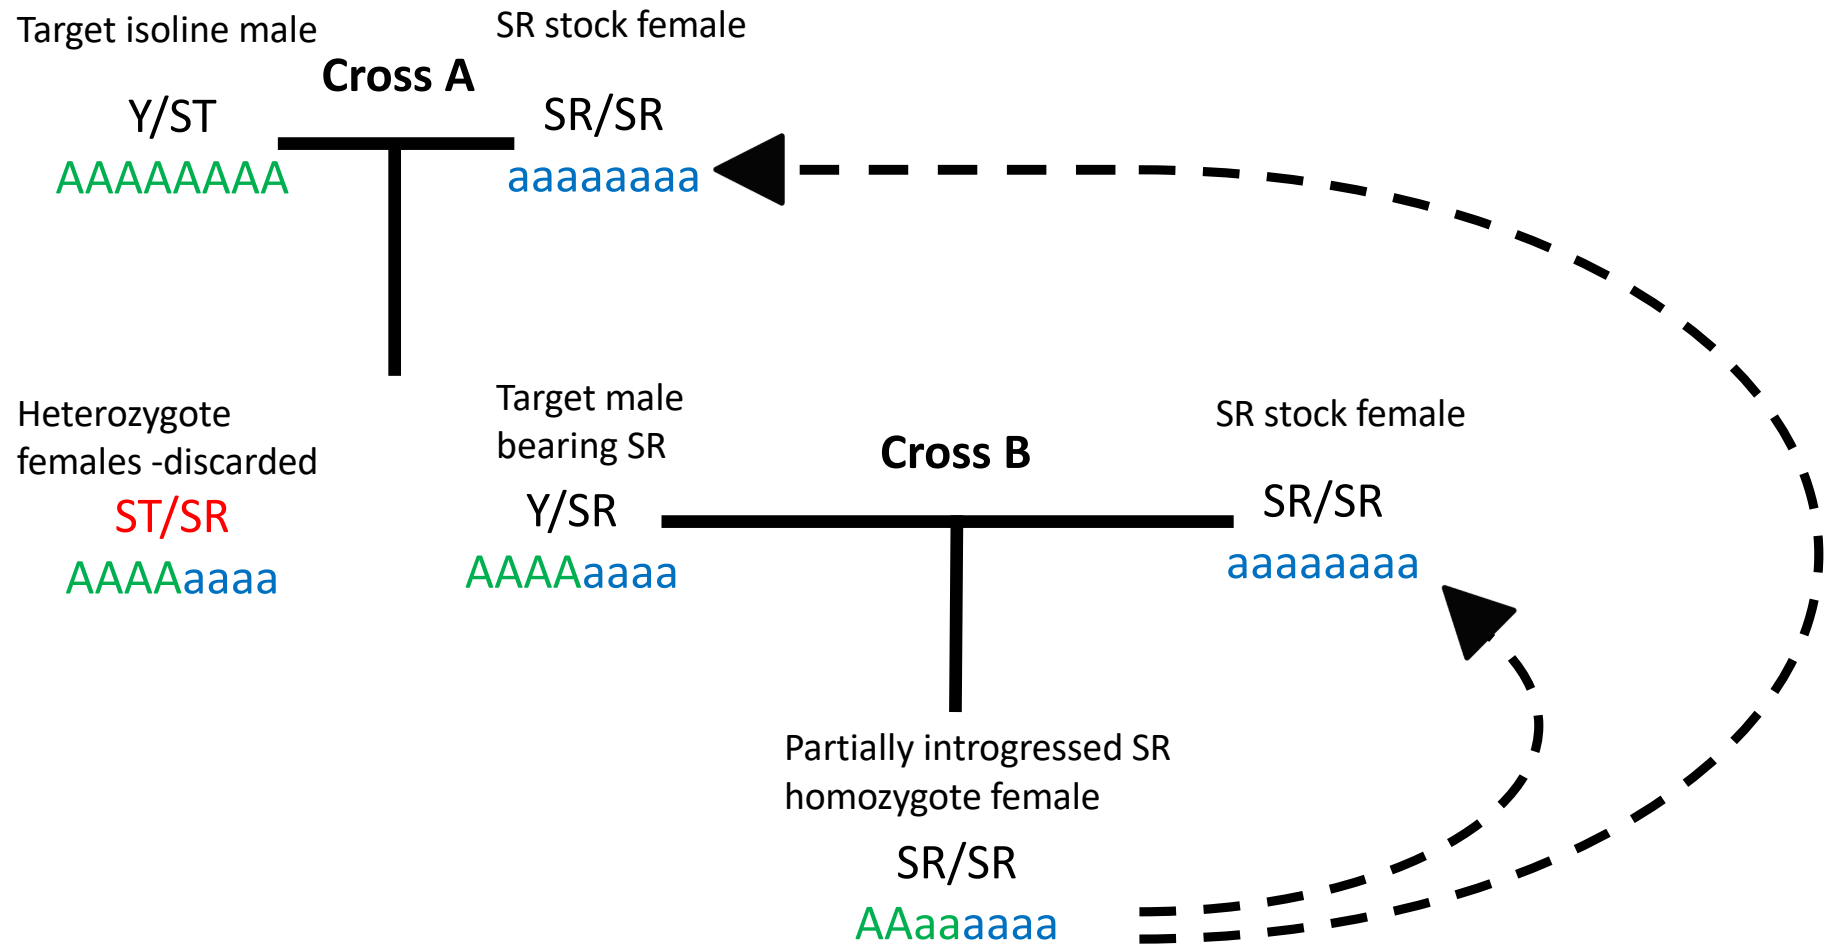 Target isoline male
SR stock female
Cross A
Y/ST
SR/SR
AAAAAAAA
aaaaaaaa
Heterozygote
females -discarded
ST/SR
AAAAaaaa
Target male
bearing SR
Y/SR
AAAAaaaa
Cross B
SR stock female
SR/SR
aaaaaaaa
Partially introgressed SR
homozygote female
SR/SR
AAaaaaaa